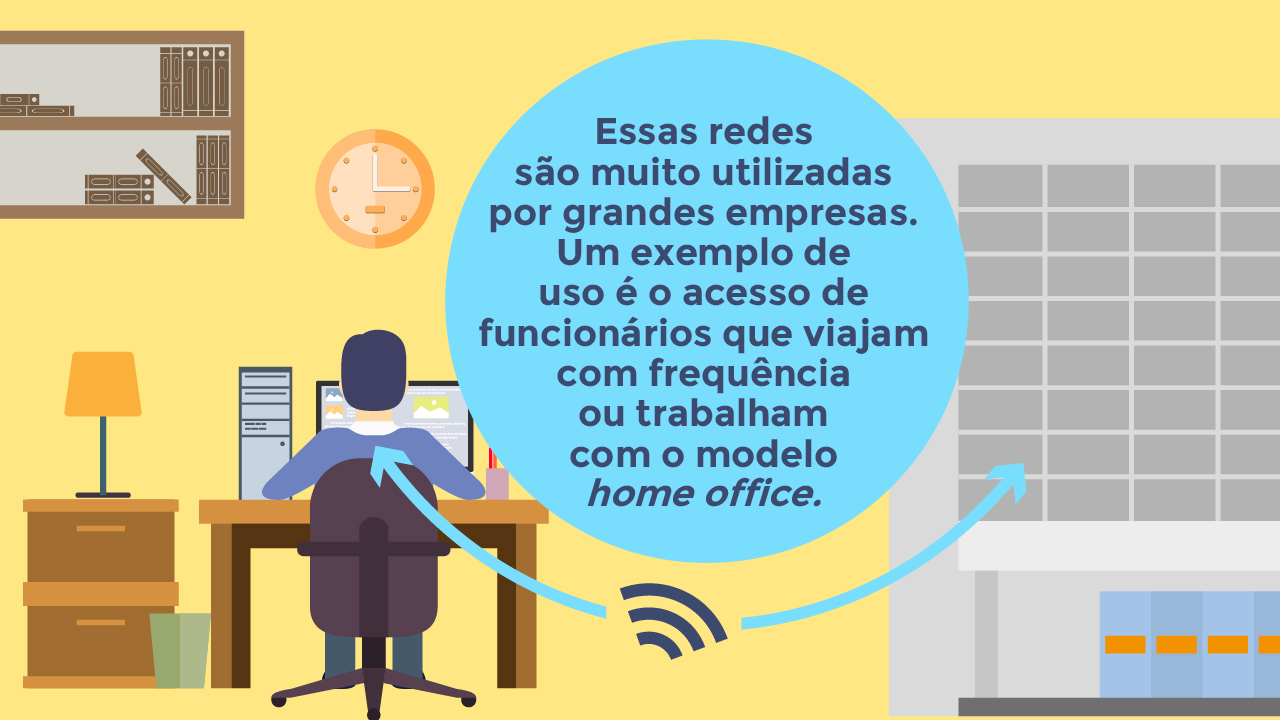 Essas redes
são muito utilizadas
por grandes empresas.
Um exemplo de
uso é o acesso de
funcionários que viajam
com frequência
ou trabalham
com o modelo
home office.